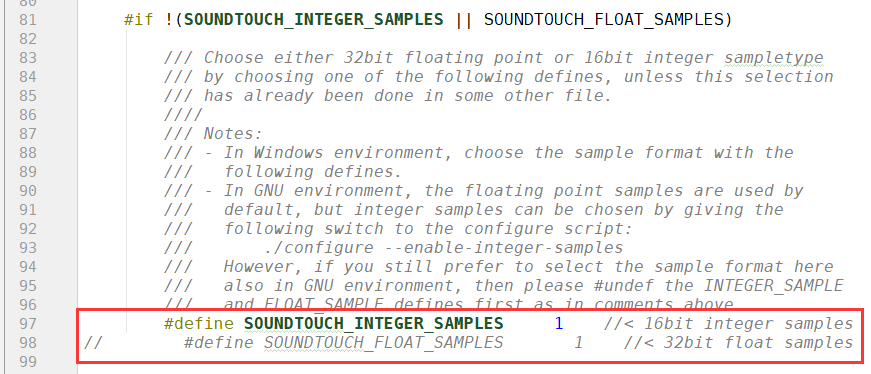 80
81 #if !(SOUNDTOUCH_INTEGER_SAMPLES || SOUNDTOUCH_FLOAT_SAMPLES)
82
83 /// Choose either 32bit floating point or 16bit integer sampletype
84 /// by choosing one of the following defines, unless this selection
85 /// has already been done in some other file.
86 ////
87 /// Notes:
88 /// - In Windows environment, choose the sample format with the
89 ///   following defines.
90 /// - In GNU environment, the floating point samples are used by
91 ///   default, but integer samples can be chosen by giving the
92 ///   following switch to the configure script:
93 ///       ./configure --enable-integer-samples
94 ///   However, if you still prefer to select the sample format here
95 ///   also in GNU environment, then please #undef the INTEGER_SAMPLE
96 ///   and FLOAT_SAMPLE defines first as in comments above
97 #define SOUNDTOUCH_INTEGER_SAMPLES     1    //< 16bit integer samples
98 //        #define SOUNDTOUCH_FLOAT_SAMPLES       1    //< 32bit float samples
99